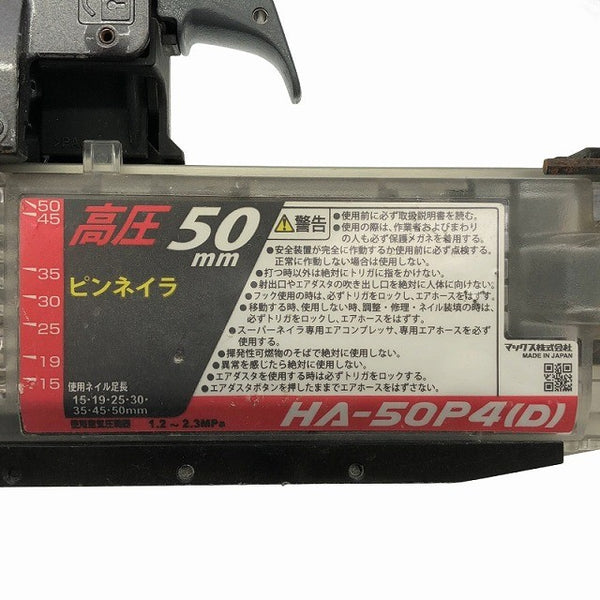 50
45
35
30
25
19
15
高圧 50mm
ピンネイラ
使用ネイル足長
15・19・25・30・
35・45・50mm
使用空気圧範囲 1.2～2.3MPa
警告
●使用前に必ず取扱説明書を読む。
●使用の際は、作業者およびまわり
の人も必ず保護メガネを着用する。
●安全装置が完全に作動するか使用前に必ず点検する。
正常に作動しない場合は使用しない。
●打つ時以外は絶対にトリガに指をかけない。
●射出口やエアダスタの吹き出し口を絶対に人体に向けない。
●フック使用の時は、必ずトリガをロックし、エアホースをはずす。
●移動する時、使用しない時、調整・修理・ネイル装填の時は、
必ずトリガをロックし、エアホースをはずす。
●スーパーネイラ専用エアコンプレッサ、専用エアホースを必ず
使用する。
●揮発性可燃物のそばで絶対に使用しない。
●異常を感じたら絶対に使用しない。
●エアダスタを使用する時は必ずトリガをロックする。
●エアダスタボタンを押したままでエアホースをはずさない。
マックス株式会社
MADE IN JAPAN
HA-50P4(D)